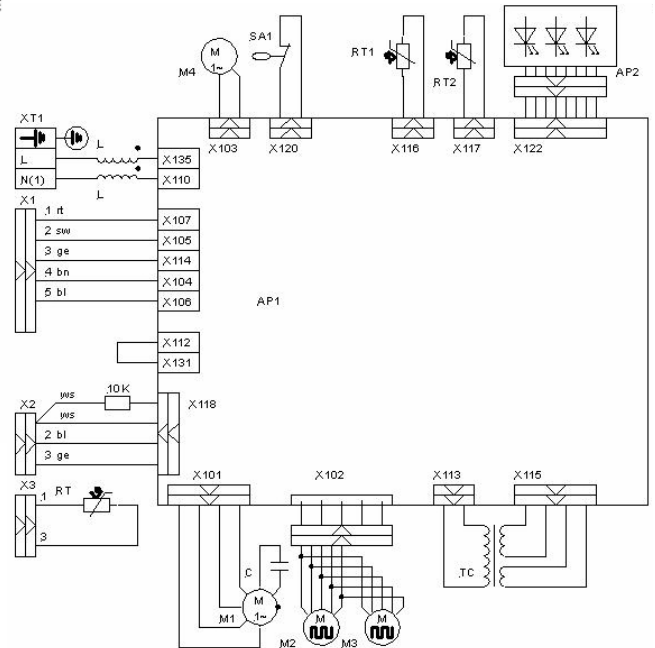 SA1
M
1~
M4
RT1
RT2
AP2
XT1
X103
X120
X116
X117
X122
L
L
X135
N(1)
X110
L
X1
1 rt
X107
2 sw
X105
3 ge
X114
4 bn
X104
5 bl
X106
AP1
X112
X131
ws
10K
X2
ws
X118
2 bl
3 ge
X3
1
RT
3
X101
X102
X113
X115
C
TC
M1
M
1~
M2
M
M3
M